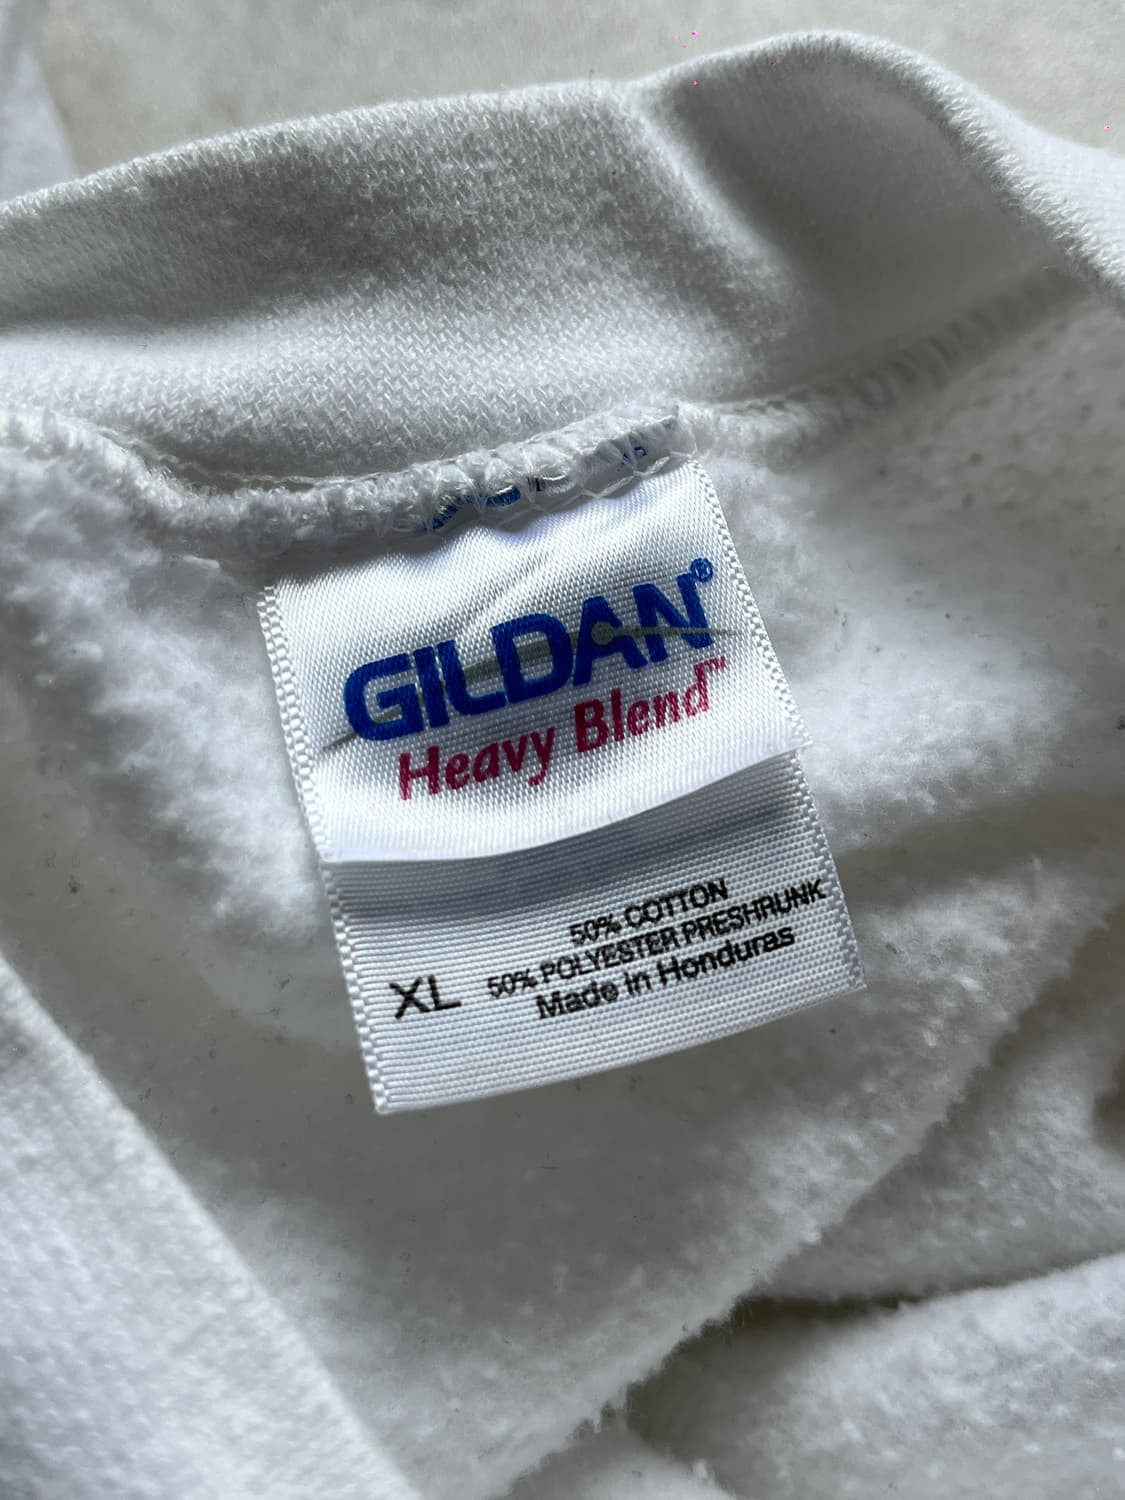 GILDAN®
Heavy Blend™
50% COTTON
XL 50% POLYESTER PRESHRUNK
Made in Honduras